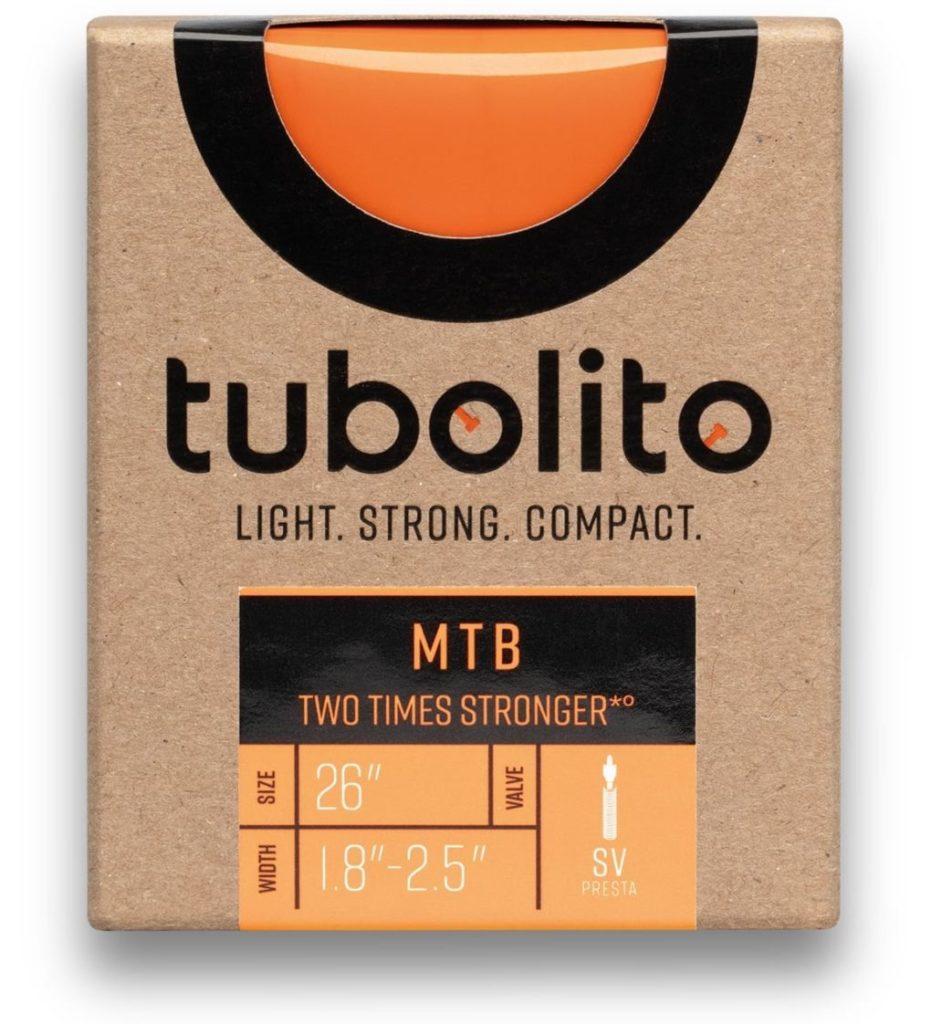 tubolito
LIGHT. STRONG. COMPACT.
MTB
TWO TIMES STRONGER*°
SIZE
26"
VALVE
WIDTH
1.8"-2.5"
SV
PRESTA